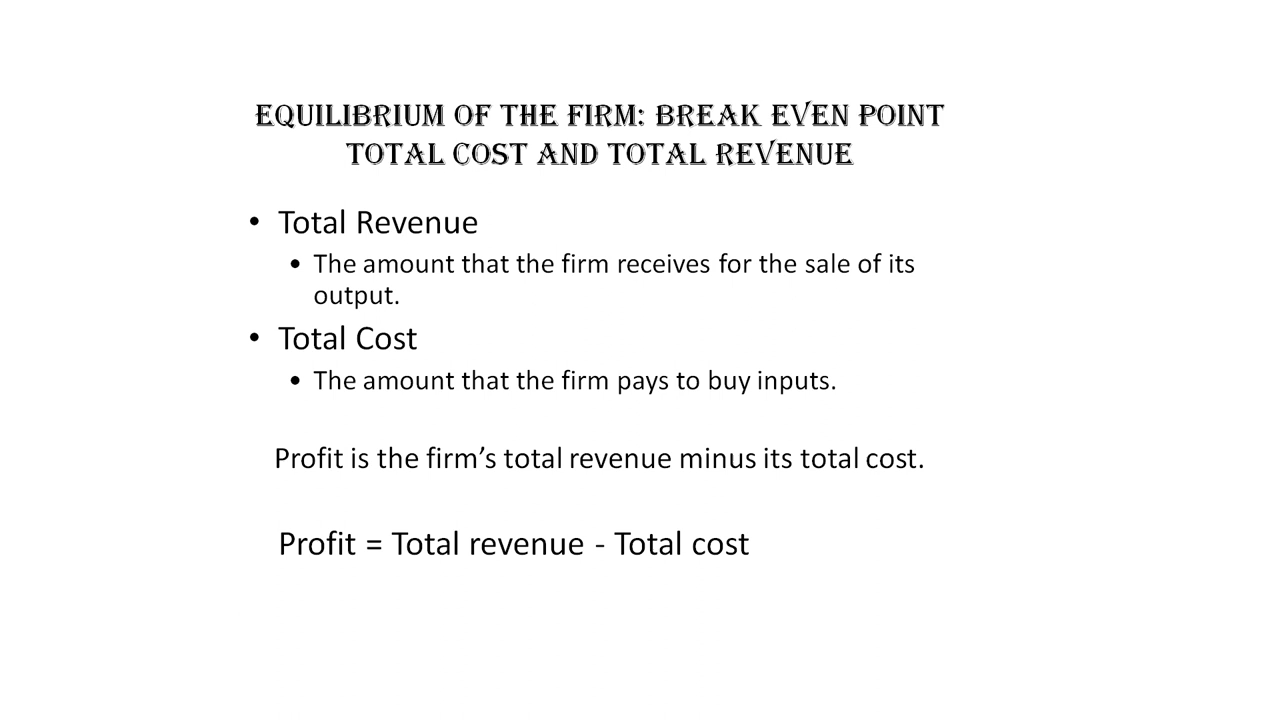 EQUILIBRIUM OF THE FIRM: BREAK EVEN POINT
TOTAL COST AND TOTAL REVENUE
• Total Revenue
• The amount that the firm receives for the sale of its
output.
• Total Cost
• The amount that the firm pays to buy inputs.
Profit is the firm’s total revenue minus its total cost.
Profit = Total revenue - Total cost